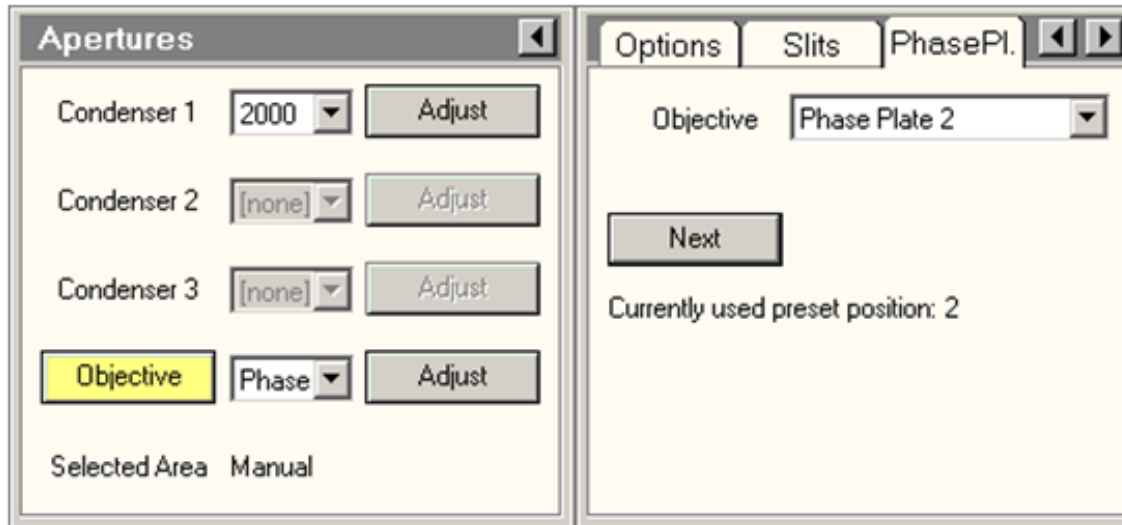 Apertures
Condenser 1 2000 Adjust
Condenser 2 [none] Adjust
Condenser 3 [none] Adjust
Objective Phase Adjust
Selected Area Manual
Options Slits PhasePl.
Objective Phase Plate 2
Next
Currently used preset position: 2